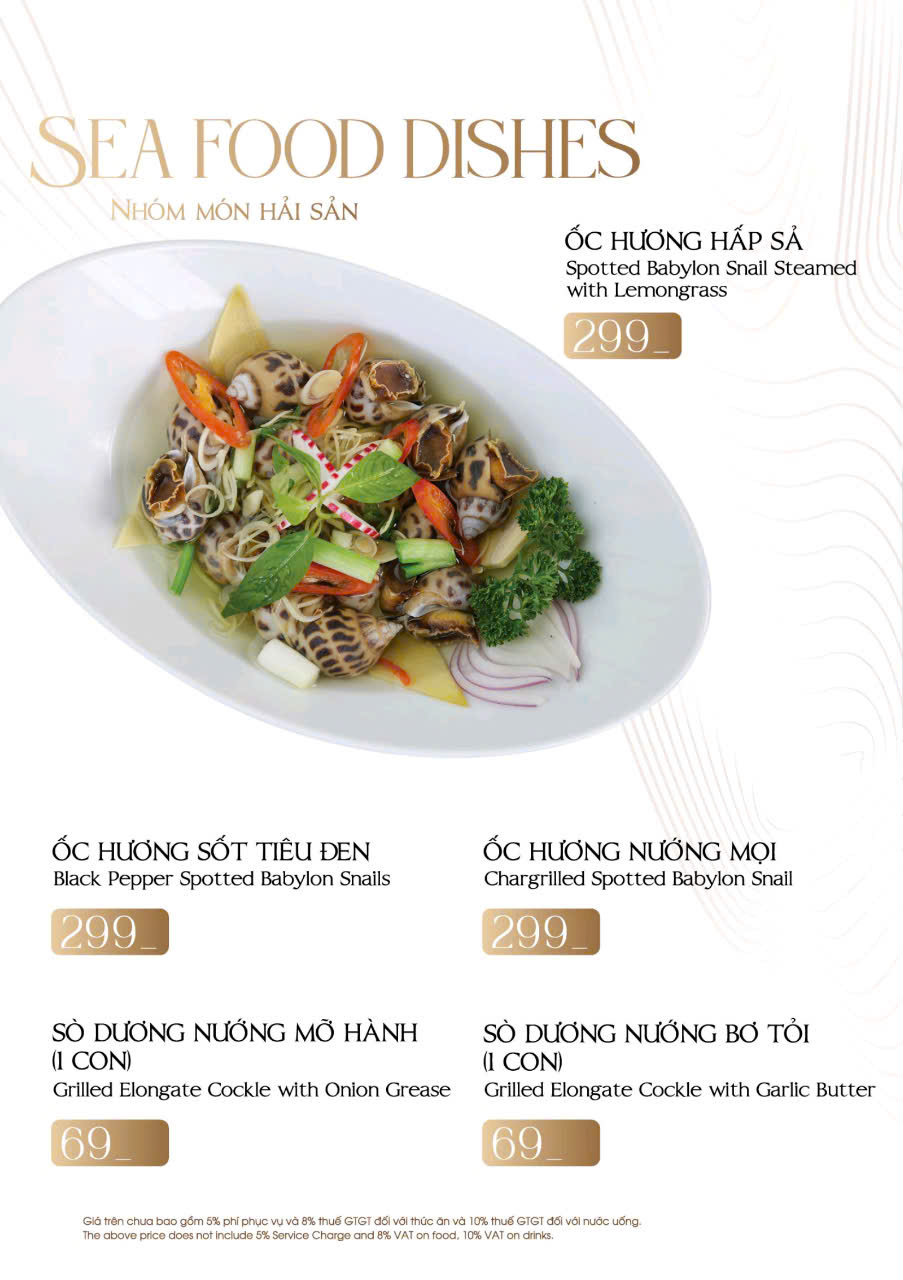 SEA FOOD DISHES
NHÓM MÓN HẢI SẢN
ỐC HƯƠNG HẤP SẢ
Spotted Babylon Snail Steamed
with Lemongrass
299_
ỐC HƯƠNG SỐT TIÊU ĐEN
Black Pepper Spotted Babylon Snails
299_
ỐC HƯƠNG NƯỚNG MỌI
Chargrilled Spotted Babylon Snail
299_
SÒ DƯƠNG NƯỚNG MỠ HÀNH
(1 CON)
Grilled Elongate Cockle with Onion Grease
69_
SÒ DƯƠNG NƯỚNG BƠ TỎI
(1 CON)
Grilled Elongate Cockle with Garlic Butter
69_
Giá trên chưa bao gồm 5% phí phục vụ và 8% thuế GTGT đối với thức ăn và 10% thuế GTGT đối với nước uống.
The above price does not include 5% Service Charge and 8% VAT on food, 10% VAT on drinks.